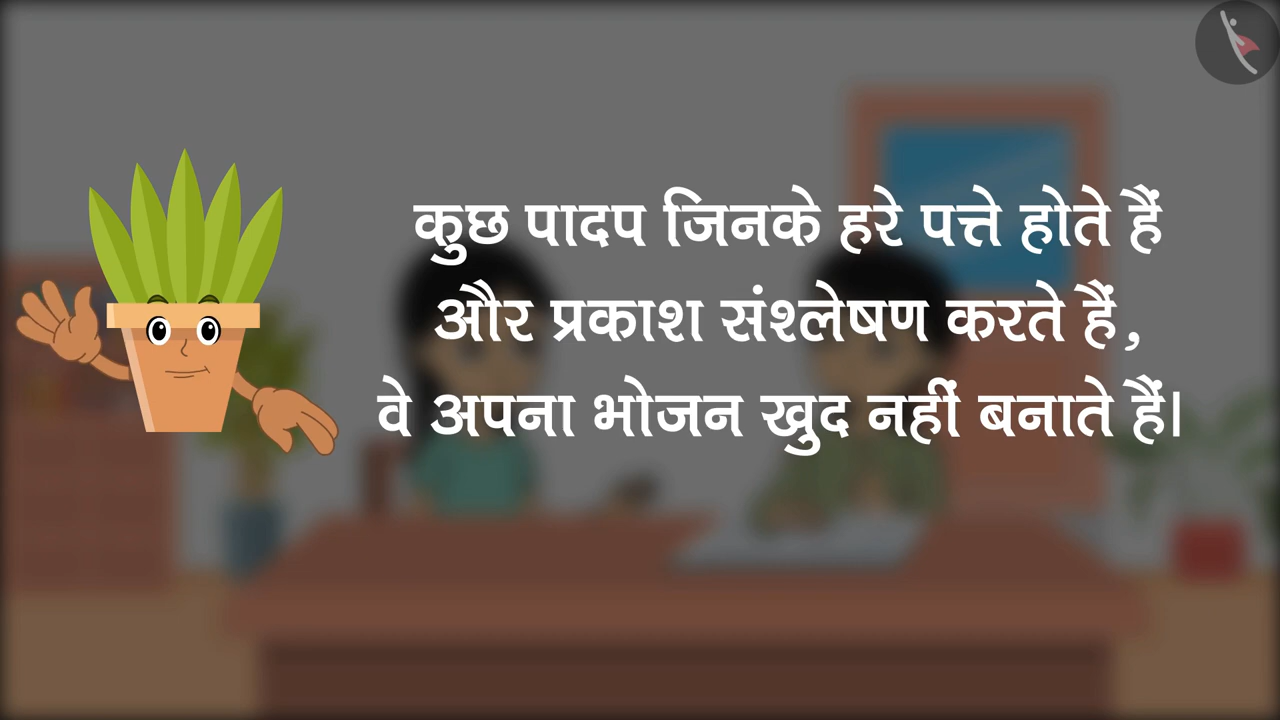 कुछ पादप जिनके हरे पत्ते होते हैं
और प्रकाश संश्लेषण करते हैं,
वे अपना भोजन खुद नहीं बनाते हैं।